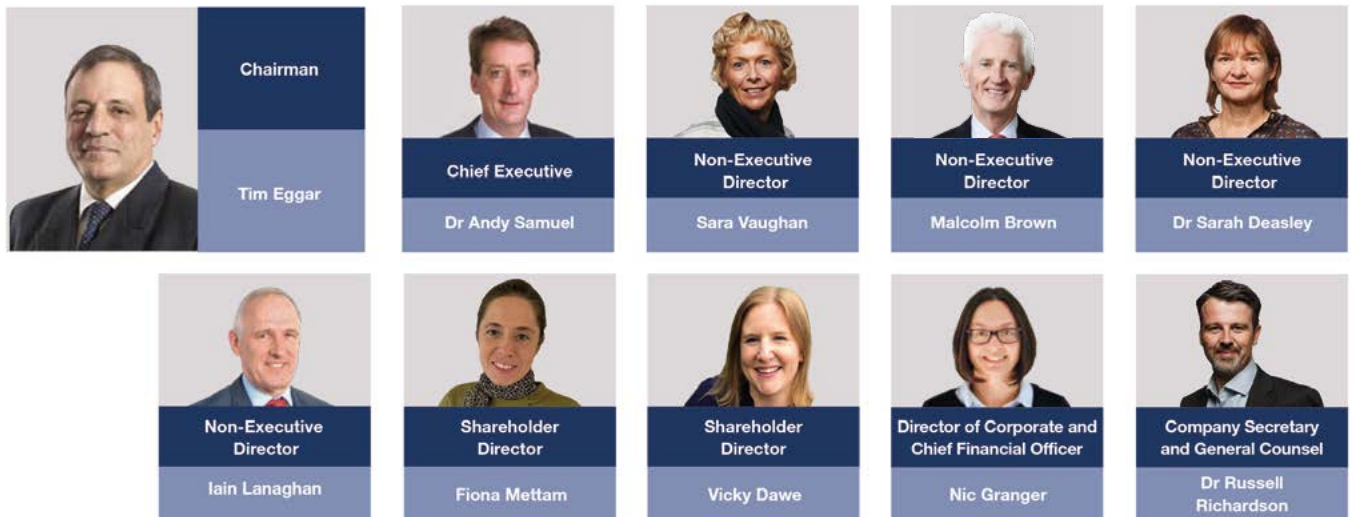 Chairman
Tim Eggar
Chief Executive
Dr Andy Samuel
Non-Executive
Director
Sara Vaughan
Non-Executive
Director
Malcolm Brown
Non-Executive
Director
Dr Sarah Deasley
Non-Executive
Director
Iain Lanaghan
Shareholder
Director
Fiona Mettam
Shareholder
Director
Vicky Dawe
Director of Corporate and
Chief Financial Officer
Nic Granger
Company Secretary
and General Counsel
Dr Russell
Richardson